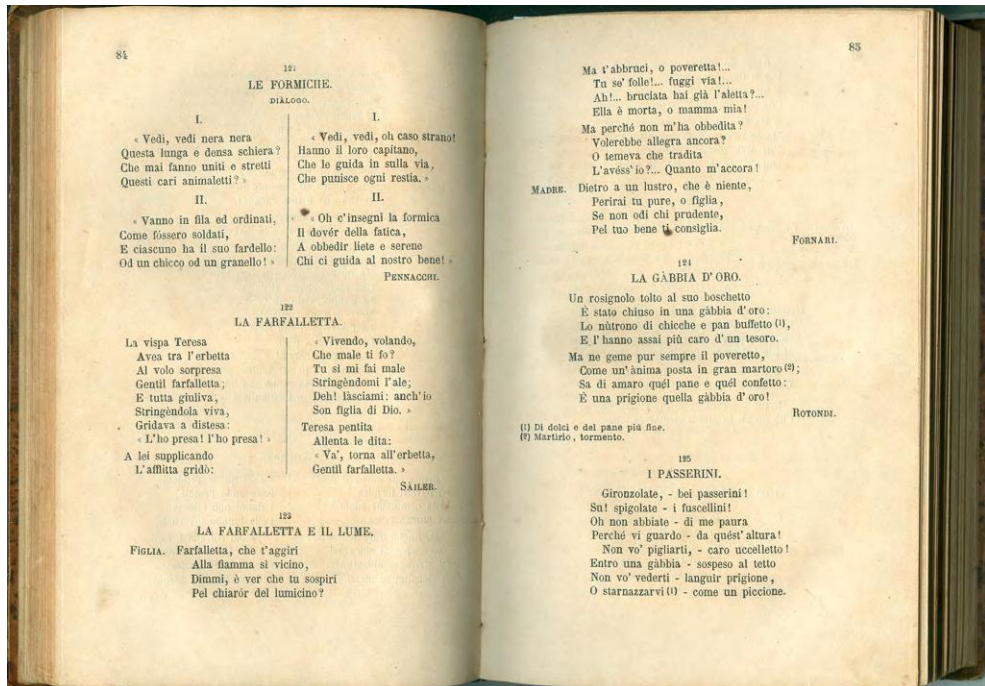 84
121
LE FORMICHE.
DIÀLOGO.
I.
« Vedi, vedi nera nera
Questa lunga e densa schiera?
Che mai fanno uniti e stretti
Questi cari animaletti? »
II.
« Vanno in fila ed ordinati,
Come fóssero soldati,
E ciascuno ha il suo fardello:
Od un chicco od un granello! »
I.
« Vedi, vedi, oh caso strano!
Hanno il loro capitano,
Che le guida in sulla via,
Che punisce ogni restia. »
II.
« Oh c'insegni la formica
Il dovér della fatica,
A obbedir liete e serene
Chi ci guida al nostro bene! »
PENNACCHI.
122
LA FARFALLETTA.
La vispa Teresa
Avea tra l'erbetta
Al volo sorpresa
Gentil farfalletta;
E tutta giuliva,
Stringèndola viva,
Gridava a distesa:
« L'ho presa! l'ho presa! »
A lei supplicando
L'afflitta gridò:
« Vivendo, volando,
Che male ti fo?
Tu sì mi fai male
Stringèndomi l'ale;
Deh! làsciami: anch'io
Son figlia di Dio. »
Teresa pentita
Allenta le dita:
« Va', torna all'erbetta,
Gentil farfalletta. »
SÀILER.
123
LA FARFALLETTA E IL LUME.
FIGLIA. Farfalletta, che t'aggiri
Alla fiamma sì vicino,
Dimmi, è ver che tu sospiri
Pel chiarór del lumicino?
85
Ma t'abbruci, o poveretta!...
Tu se' folle!... fuggi via!...
Ah!... bruciata hai già l'aletta?...
Ella è morta, o mamma mia!
Ma perché non m'ha obbedita?
Volerebbe allegra ancora?
O temeva che tradita
L'avéss'io?... Quanto m'accora!
MADRE. Dietro a un lustro, che è niente,
Perirai tu pure, o figlia,
Se non odi chi prudente,
Pel tuo bene ti consiglia.
FORNARI.
124
LA GÀBBIA D'ORO.
Un rosignolo tolto al suo boschetto
È stato chiuso in una gàbbia d'oro:
Lo nùtrono di chicche e pan buffetto (1),
E l'hanno assai più caro d'un tesoro.
Ma ne geme pur sempre il poveretto,
Come un'ànima posta in gran martoro (2);
Sa di amaro quél pane e quél confetto:
È una prigione quella gàbbia d'oro!
ROTONDI.
(1) Di dolci e del pane più fine.
(2) Martirio, tormento.
125
I PASSERINI.
Gironzolate, - bei passerini!
Su! spigolate - i fuscellini!
Oh non abbiate - di me paura
Perché vi guardo - da quést'altura!
Non vo' pigliarti, - caro uccelletto!
Entro una gàbbia - sospeso al tetto
Non vo' vederti - languir prigione,
O starnazzarvi (1) - come un piccione.